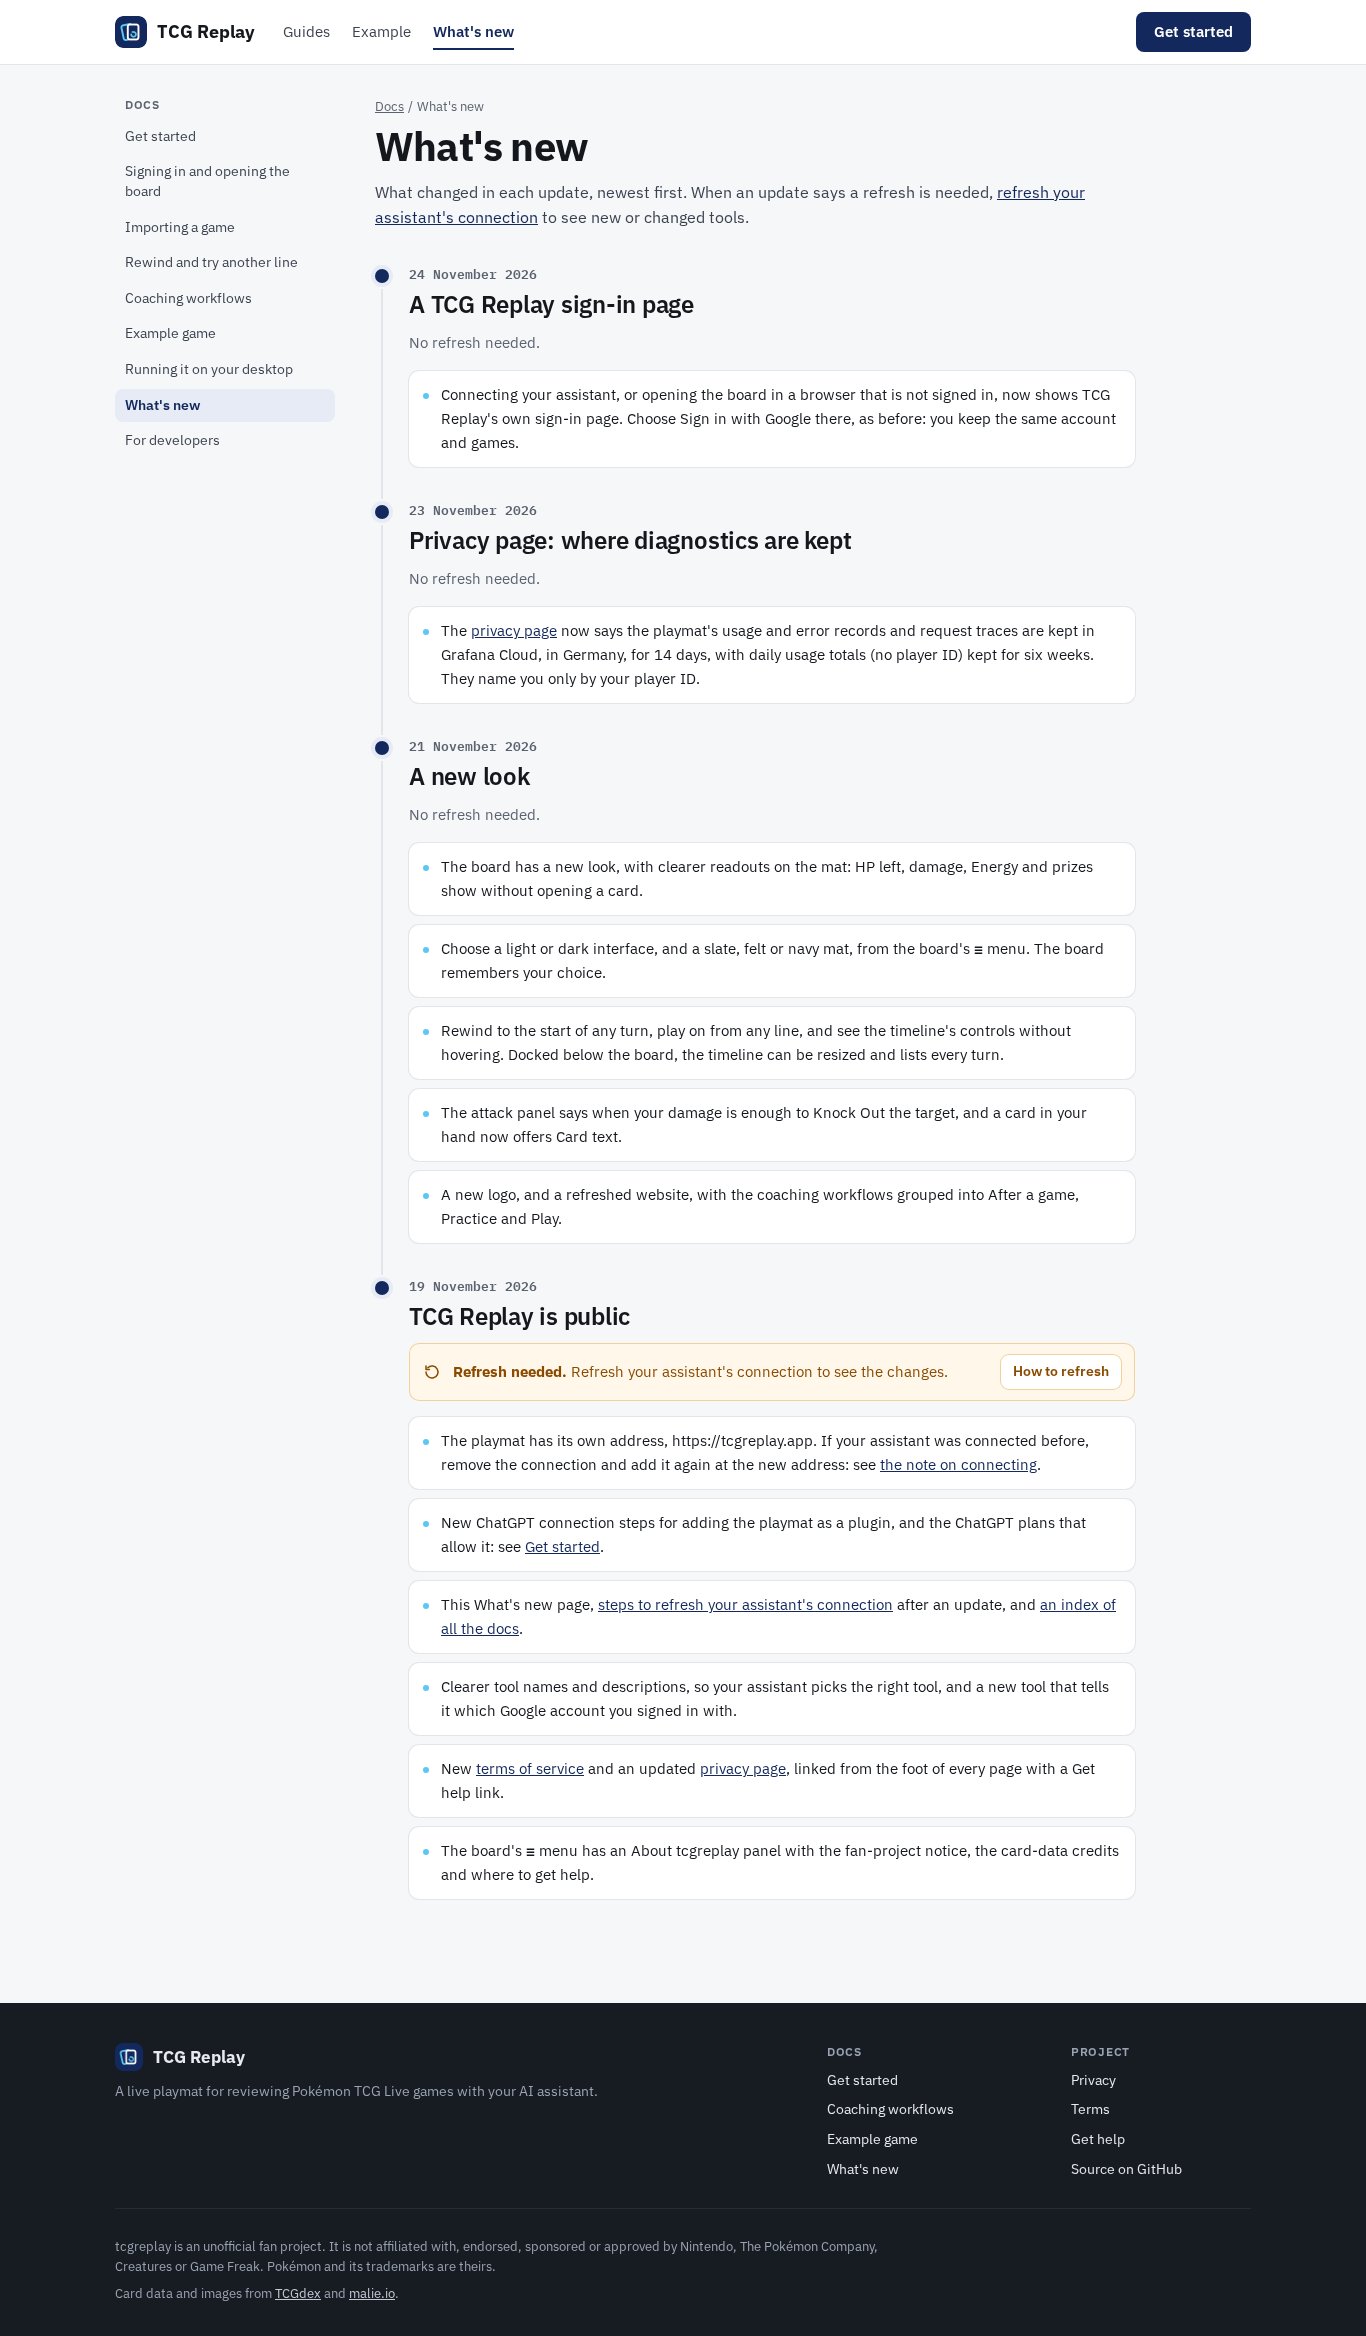 TCG Replay
Guides
Example
What's new
Get started
DOCS
Get started
Signing in and opening the
board
Importing a game
Rewind and try another line
Coaching workflows
Example game
Running it on your desktop
What's new
For developers
Docs / What's new
What's new
What changed in each update, newest first. When an update says a refresh is needed, refresh your
assistant's connection to see new or changed tools.
24 November 2026
A TCG Replay sign-in page
No refresh needed.
Connecting your assistant, or opening the board in a browser that is not signed in, now shows TCG
Replay's own sign-in page. Choose Sign in with Google there, as before: you keep the same account
and games.
23 November 2026
Privacy page: where diagnostics are kept
No refresh needed.
The privacy page now says the playmat's usage and error records and request traces are kept in
Grafana Cloud, in Germany, for 14 days, with daily usage totals (no player ID) kept for six weeks.
They name you only by your player ID.
21 November 2026
A new look
No refresh needed.
The board has a new look, with clearer readouts on the mat: HP left, damage, Energy and prizes
show without opening a card.
Choose a light or dark interface, and a slate, felt or navy mat, from the board's ≡ menu. The board
remembers your choice.
Rewind to the start of any turn, play on from any line, and see the timeline's controls without
hovering. Docked below the board, the timeline can be resized and lists every turn.
The attack panel says when your damage is enough to Knock Out the target, and a card in your
hand now offers Card text.
A new logo, and a refreshed website, with the coaching workflows grouped into After a game,
Practice and Play.
19 November 2026
TCG Replay is public
Refresh needed. Refresh your assistant's connection to see the changes.
How to refresh
The playmat has its own address, https://tcgreplay.app. If your assistant was connected before,
remove the connection and add it again at the new address: see the note on connecting.
New ChatGPT connection steps for adding the playmat as a plugin, and the ChatGPT plans that
allow it: see Get started.
This What's new page, steps to refresh your assistant's connection after an update, and an index of
all the docs.
Clearer tool names and descriptions, so your assistant picks the right tool, and a new tool that tells
it which Google account you signed in with.
New terms of service and an updated privacy page, linked from the foot of every page with a Get
help link.
The board's ≡ menu has an About tcgreplay panel with the fan-project notice, the card-data credits
and where to get help.
TCG Replay
A live playmat for reviewing Pokémon TCG Live games with your AI assistant.
DOCS
Get started
Coaching workflows
Example game
What's new
PROJECT
Privacy
Terms
Get help
Source on GitHub
tcgreplay is an unofficial fan project. It is not affiliated with, endorsed, sponsored or approved by Nintendo, The Pokémon Company,
Creatures or Game Freak. Pokémon and its trademarks are theirs.
Card data and images from TCGdex and malie.io.